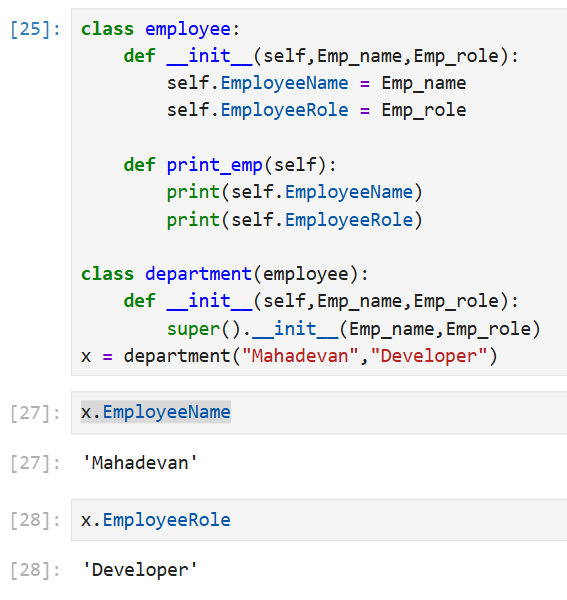 [25]: class employee:
    def __init__(self,Emp_name,Emp_role):
        self.EmployeeName = Emp_name
        self.EmployeeRole = Emp_role

    def print_emp(self):
        print(self.EmployeeName)
        print(self.EmployeeRole)

class department(employee):
    def __init__(self,Emp_name,Emp_role):
        super().__init__(Emp_name,Emp_role)
x = department("Mahadevan","Developer")
[27]: x.EmployeeName
[27]: 'Mahadevan'
[28]: x.EmployeeRole
[28]: 'Developer'